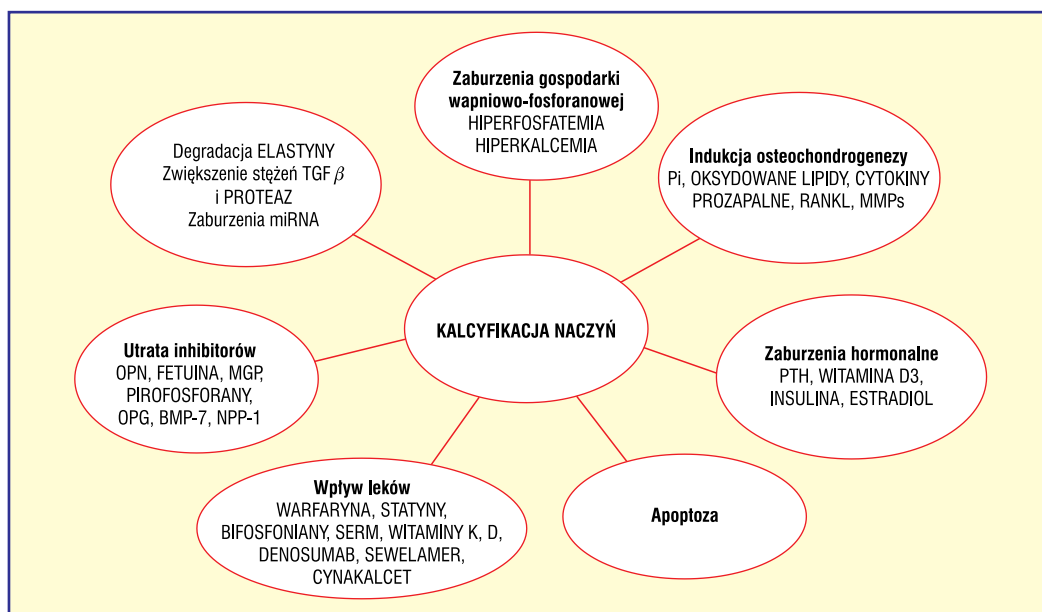 Zaburzenia gospodarki
wapniowo-fosforanowej
HIPERFOSFATEMIA
HIPERKALCEMIA
Degradacja ELASTYNY
Zwiększenie stężeń TGF β
i PROTEAZ
Zaburzenia miRNA
Indukcja osteochondrogenezy
Pi, OKSYDOWANE LIPIDY, CYTOKINY
PROZAPALNE, RANKL, MMPs
KALCYFIKACJA NACZYŃ
Utrata inhibitorów
OPN, FETUINA, MGP,
PIROFOSFORANY,
OPG, BMP-7, NPP-1
Zaburzenia hormonalne
PTH, WITAMINA D3,
INSULINA, ESTRADIOL
Wpływ leków
WARFARYNA, STATYNY,
BIFOSFONIANY, SERM, WITAMINY K, D,
DENOSUMAB, SEWELAMER,
CYNAKALCET
Apoptoza